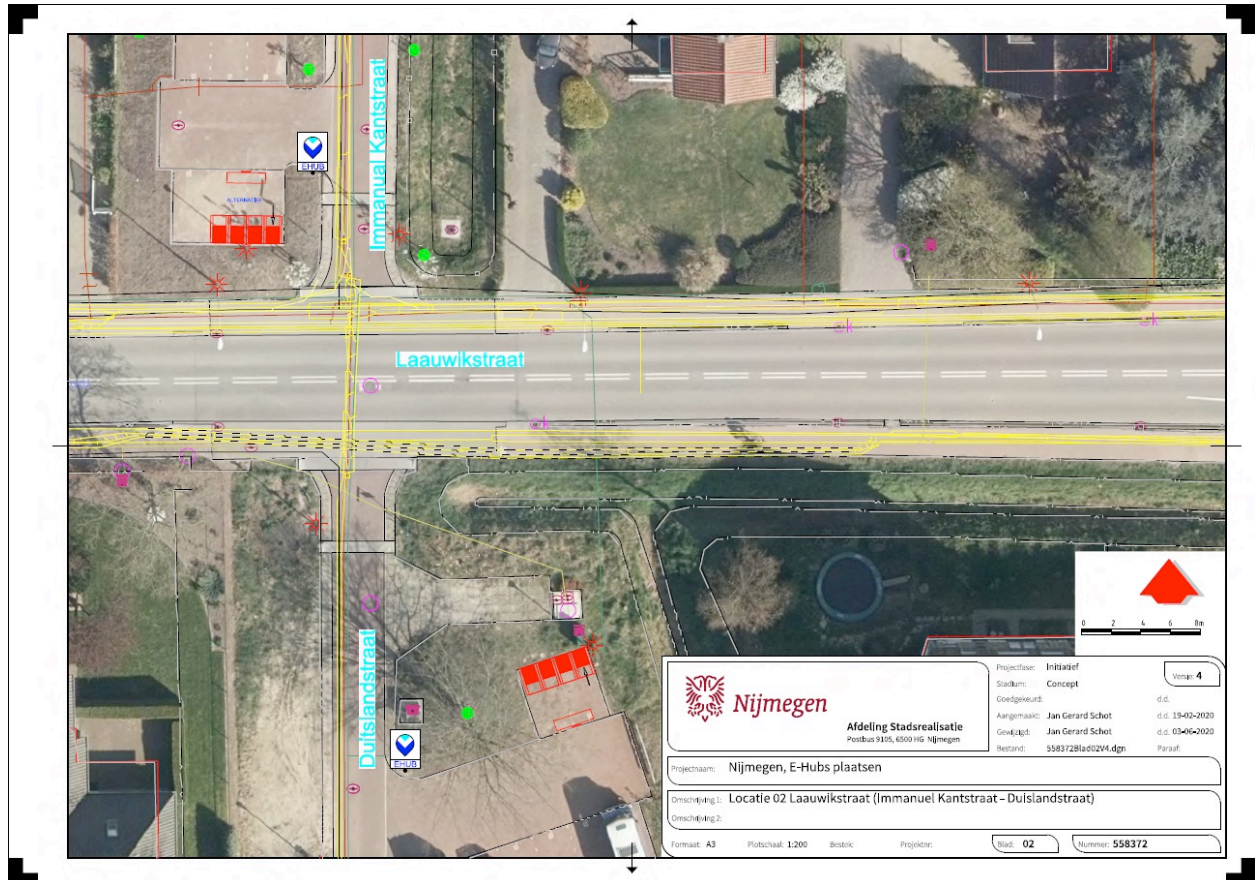 Immanual Kantstraat
EHUB
ALTERNATIEF
Laauwikstraat
k
k
k
Duitslandstraat
EHUB
0 2 4 6 8m
Nijmegen
Afdeling Stadsrealisatie
Postbus 9105, 6500 HG Nijmegen
Projectfase: Initiatief
Versie: 4
Stadium: Concept
Goedgekeurd: d.d.
Aangemaakt: Jan Gerard Schot d.d. 19-02-2020
Gewijzigd: Jan Gerard Schot d.d. 03-06-2020
Bestand: 558372Blad02V4.dgn Paraaf:
Projectnaam: Nijmegen, E-Hubs plaatsen
Omschrijving 1: Locatie 02 Laauwikstraat (Immanuel Kantstraat - Duislandstraat)
Omschrijving 2:
Formaat: A3 Plotschaal: 1:200 Bestek: Projektnr: Blad: 02 Nummer: 558372